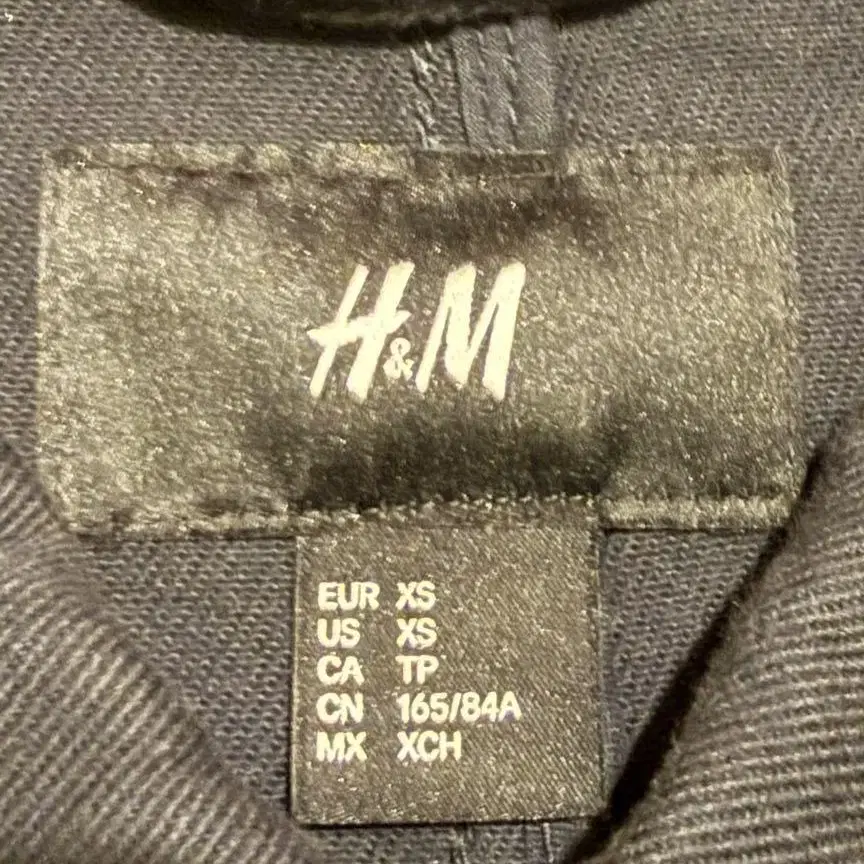 H&M
EUR XS
US XS
CA TP
CN 165/84A
MX XCH